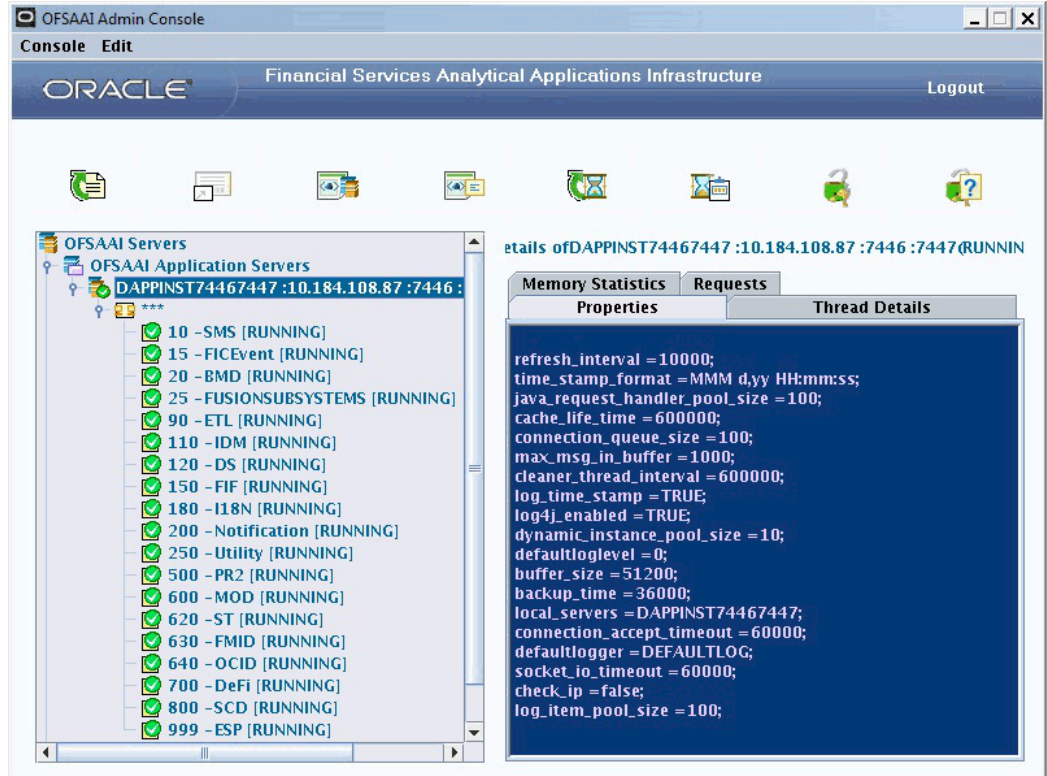 OFSAAI Admin Console
Console Edit
ORACLE
Financial Services Analytical Applications Infrastructure
Logout
OFSAAI Servers
OFSAAI Application Servers
DAPPINST74467447 :10.184.108.87 :7446 :
***
10 -SMS [RUNNING]
15 -FICEvent [RUNNING]
20 -BMD [RUNNING]
25 -FUSIONSUBSYSTEMS [RUNNING]
90 -ETL [RUNNING]
110 -IDM [RUNNING]
120 -DS [RUNNING]
150 -FIF [RUNNING]
180 -I18N [RUNNING]
200 -Notification [RUNNING]
250 -Utility [RUNNING]
500 -PR2 [RUNNING]
600 -MOD [RUNNING]
620 -ST [RUNNING]
630 -FMID [RUNNING]
640 -OCID [RUNNING]
700 -DeFi [RUNNING]
800 -SCD [RUNNING]
999 -ESP [RUNNING]
etails ofDAPPINST74467447 :10.184.108.87 :7446 :7447(RUNNIN
Memory Statistics Requests
Properties Thread Details
refresh_interval =10000;
time_stamp_format =MMM d,yy HH:mm:ss;
java_request_handler_pool_size =100;
cache_life_time =600000;
connection_queue_size =100;
max_msg_in_buffer =1000;
cleaner_thread_interval =600000;
log_time_stamp =TRUE;
log4j_enabled =TRUE;
dynamic_instance_pool_size =10;
defaultloglevel =0;
buffer_size =51200;
backup_time =36000;
local_servers =DAPPINST74467447;
connection_accept_timeout =60000;
defaultlogger =DEFAULTLOG;
socket_io_timeout =60000;
check_ip =false;
log_item_pool_size =100;